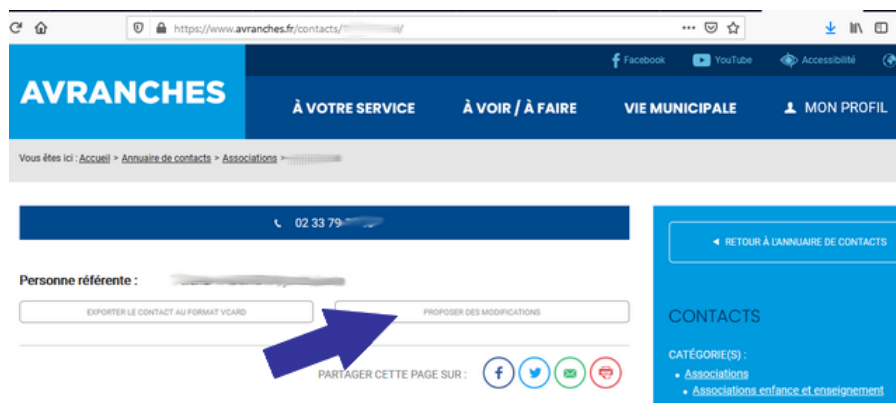 https://www.avranches.fr/contacts/
Facebook YouTube Accessibilité
AVRANCHES
À VOTRE SERVICE À VOIR / À FAIRE VIE MUNICIPALE MON PROFIL
Vous êtes ici : Accueil > Annuaire de contacts > Associations >
02 33 79
RETOUR À L'ANNUAIRE DE CONTACTS
Personne référente :
EXPORTER LE CONTACT AU FORMAT VCARD PROPOSER DES MODIFICATIONS
CONTACTS
PARTAGER CETTE PAGE SUR :
CATÉGORIE(S) :
Associations
Associations enfance et enseignement